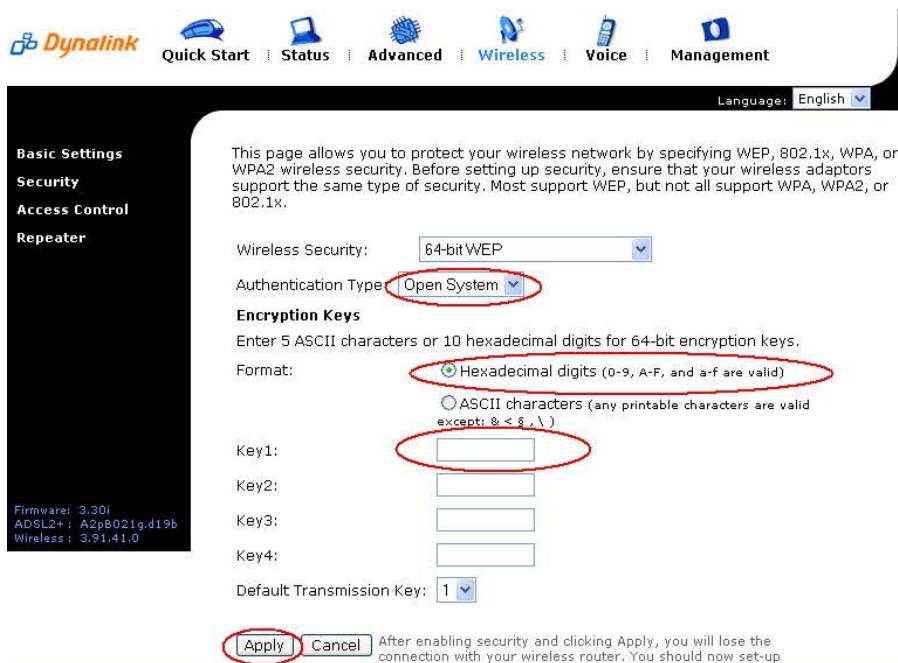 Dynalink
Quick Start | Status | Advanced | Wireless | Voice | Management
Language: English
Basic Settings
Security
Access Control
Repeater
Firmware: 3.30i
ADSL2+: A2pB021g.d19b
Wireless: 3.91.41.0
This page allows you to protect your wireless network by specifying WEP, 802.1x, WPA, or
WPA2 wireless security. Before setting up security, ensure that your wireless adaptors
support the same type of security. Most support WEP, but not all support WPA, WPA2, or
802.1x.
Wireless Security: 64-bit WEP
Authentication Type: Open System
Encryption Keys
Enter 5 ASCII characters or 10 hexadecimal digits for 64-bit encryption keys.
Format: Hexadecimal digits (0-9, A-F, and a-f are valid)
ASCII characters (any printable characters are valid
except: & < § , \ )
Key1:
Key2:
Key3:
Key4:
Default Transmission Key: 1
Apply Cancel After enabling security and clicking Apply, you will lose the
connection with your wireless router. You should now set-up